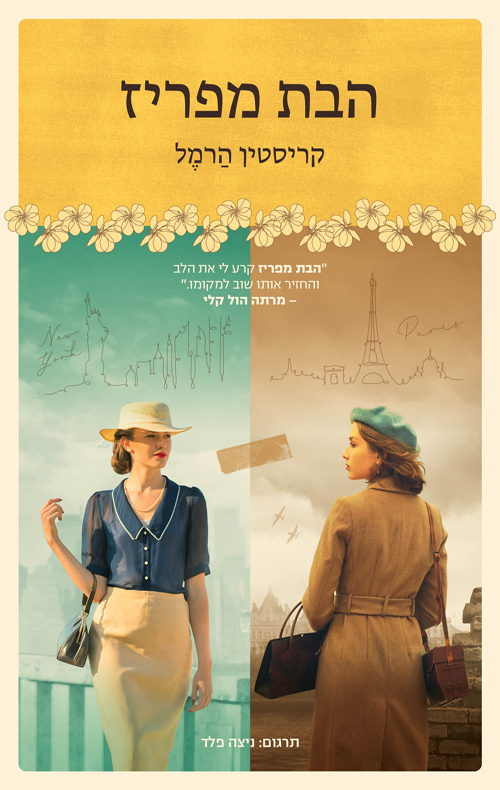 הבת מפריז
קריסטין הַרמֶל
"הבת מפריז קרע לי את הלב
והחזיר אותו שוב למקומו."
– מרתה הול קלי
New
York
Paris
תרגום: ניצה פלד